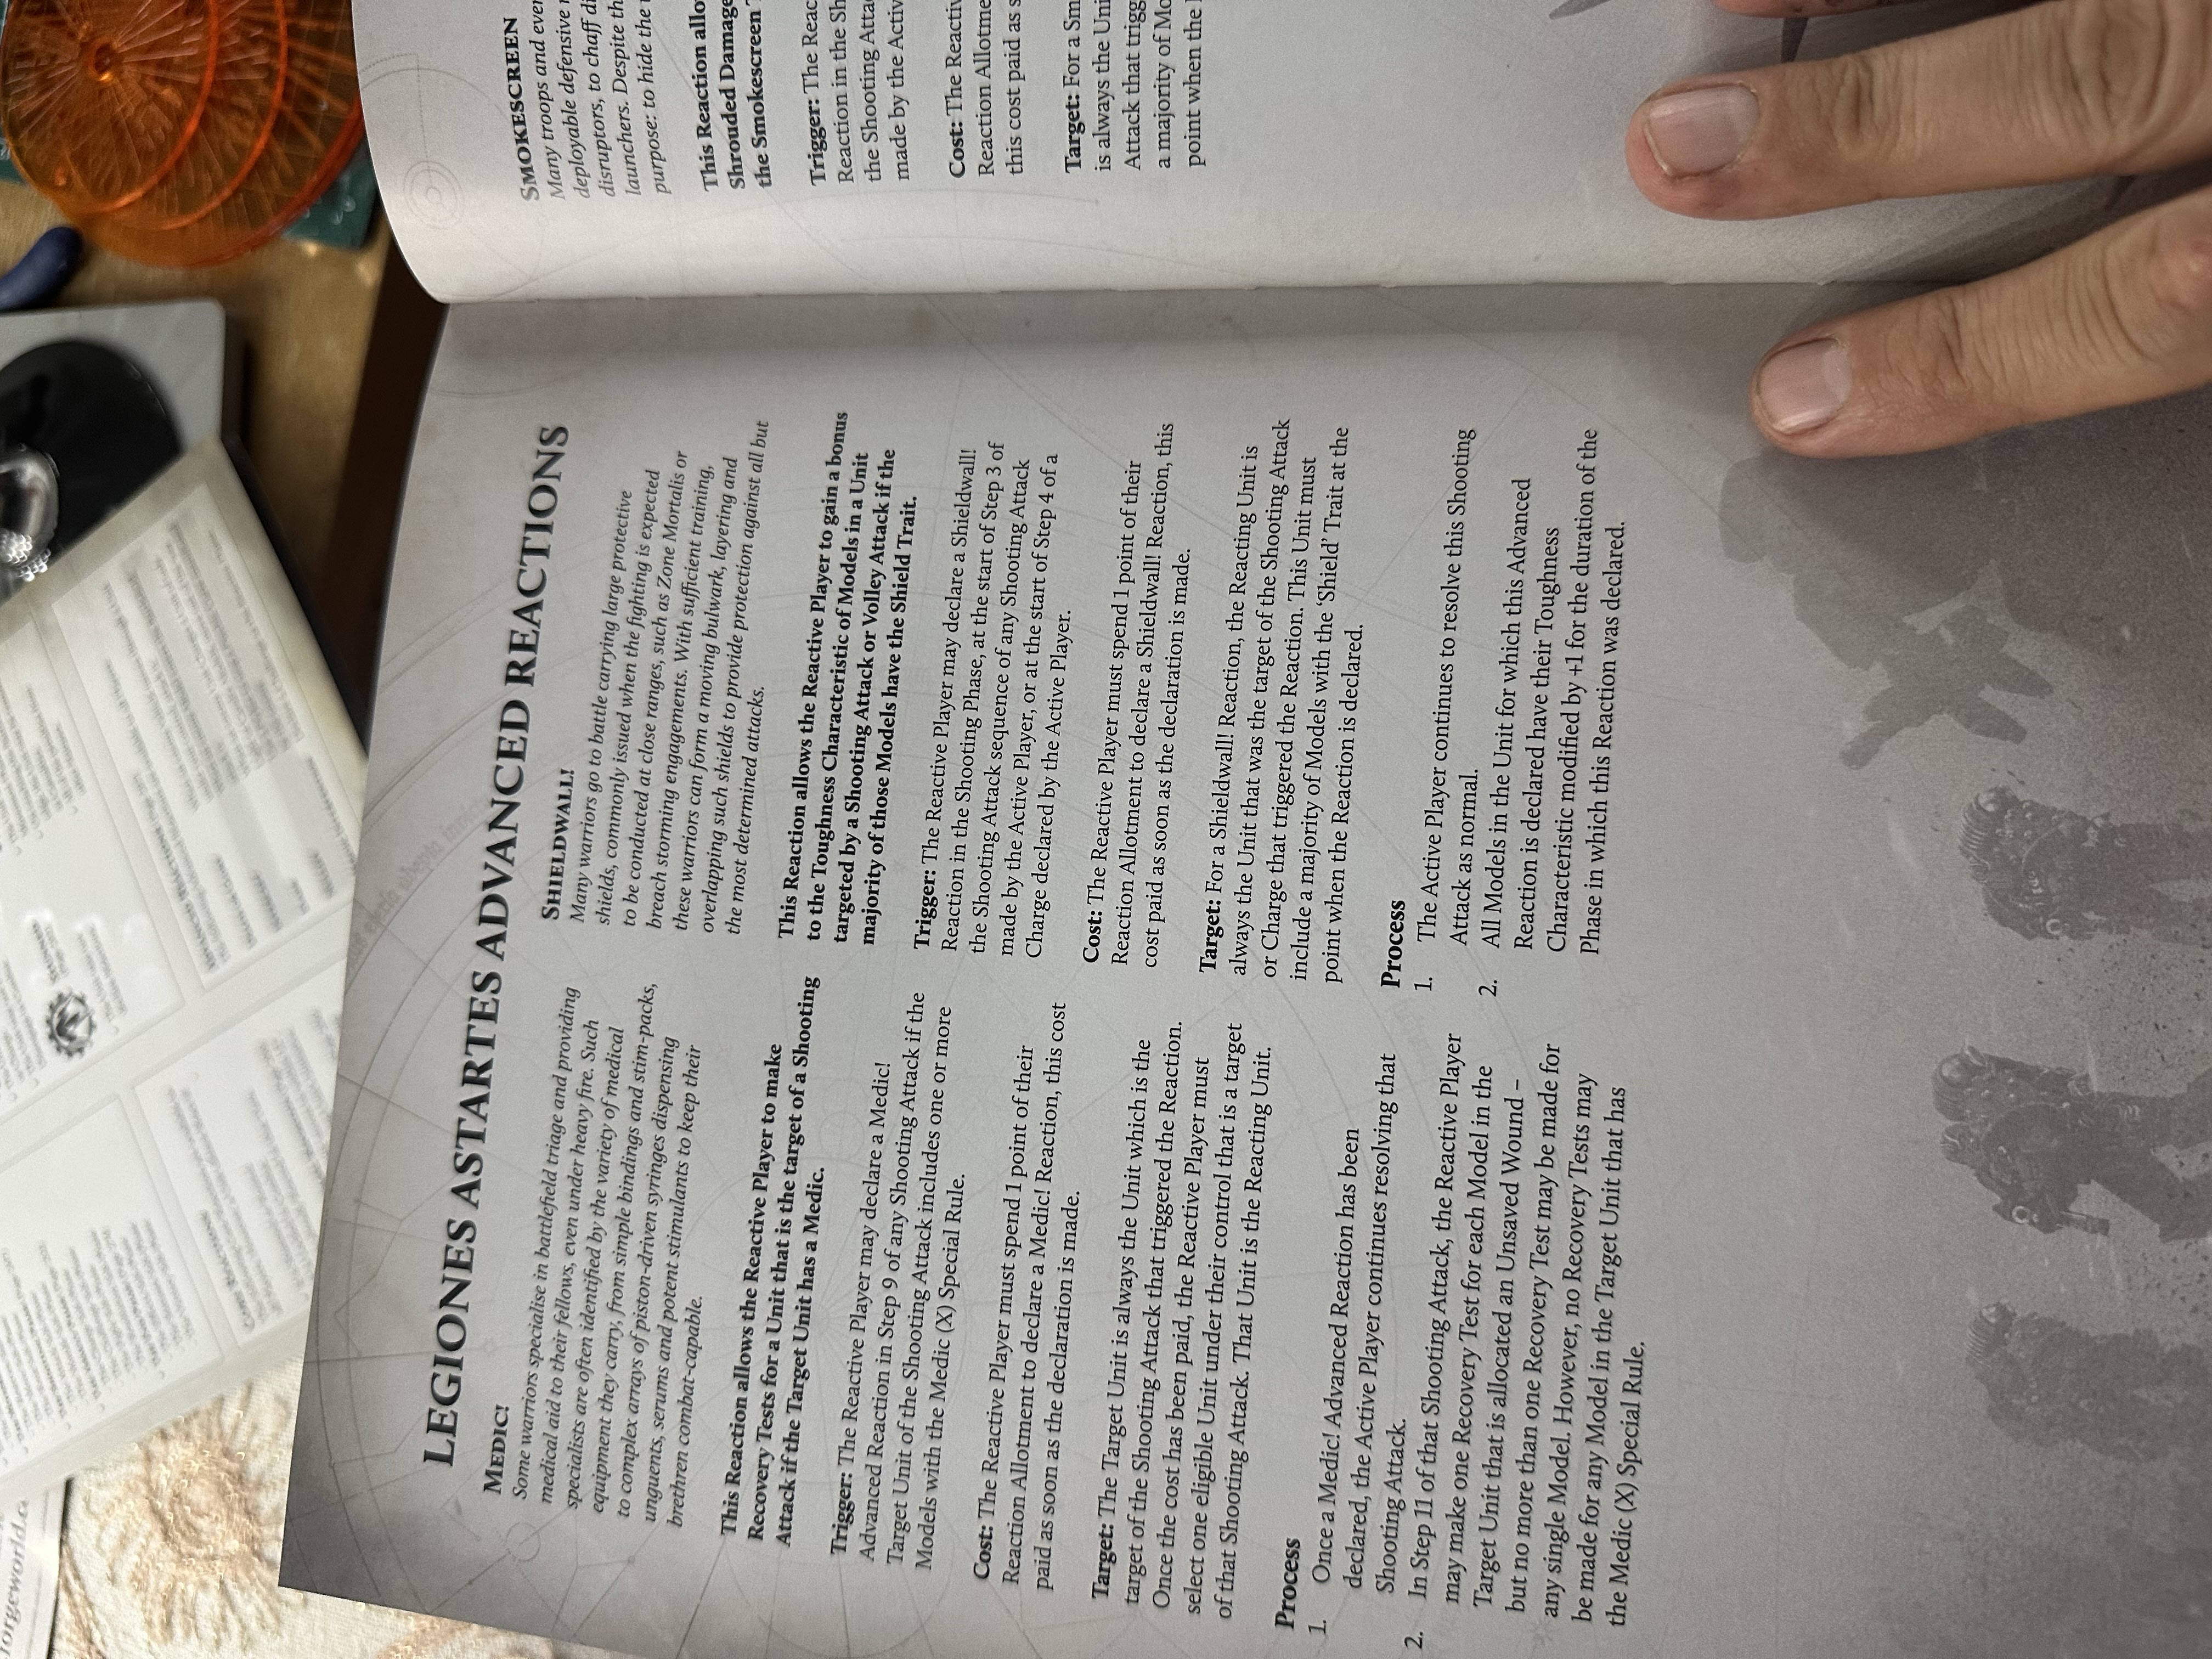 forgeworld.co
CORE REACTIONS
ADVANCED REACTIONS
LEGIONES ASTARTES ADVANCED REACTIONS
MEDIC!
Some warriors specialise in battlefield triage and providing
medical aid to their fellows, even under heavy fire. Such
specialists are often identified by the variety of medical
equipment they carry, from simple bindings and stim-packs,
to complex arrays of piston-driven syringes dispensing
unguents, serums and potent stimulants to keep their
brethren combat-capable.
This Reaction allows the Reactive Player to make
Recovery Tests for a Unit that is the target of a Shooting
Attack if the Target Unit has a Medic.
Trigger: The Reactive Player may declare a Medic!
Advanced Reaction in Step 9 of any Shooting Attack if the
Target Unit of the Shooting Attack includes one or more
Models with the Medic (X) Special Rule.
Cost: The Reactive Player must spend 1 point of their
Reaction Allotment to declare a Medic! Reaction, this cost
paid as soon as the declaration is made.
Target: The Target Unit is always the Unit which is the
target of the Shooting Attack that triggered the Reaction.
Once the cost has been paid, the Reactive Player must
select one eligible Unit under their control that is a target
of that Shooting Attack. That Unit is the Reacting Unit.
Process
1. Once a Medic! Advanced Reaction has been
declared, the Active Player continues resolving that
Shooting Attack.
2. In Step 11 of that Shooting Attack, the Reactive Player
may make one Recovery Test for each Model in the
Target Unit that is allocated an Unsaved Wound –
but no more than one Recovery Test may be made for
any single Model. However, no Recovery Tests may
be made for any Model in the Target Unit that has
the Medic (X) Special Rule.
SHIELDWALL!
Many warriors go to battle carrying large protective
shields, commonly issued when the fighting is expected
to be conducted at close ranges, such as Zone Mortalis or
breach storming engagements. With sufficient training,
these warriors can form a moving bulwark, layering and
overlapping such shields to provide protection against all but
the most determined attacks.
This Reaction allows the Reactive Player to gain a bonus
to the Toughness Characteristic of Models in a Unit
targeted by a Shooting Attack or Volley Attack if the
majority of those Models have the Shield Trait.
Trigger: The Reactive Player may declare a Shieldwall!
Reaction in the Shooting Phase, at the start of Step 3 of
the Shooting Attack sequence of any Shooting Attack
made by the Active Player, or at the start of Step 4 of a
Charge declared by the Active Player.
Cost: The Reactive Player must spend 1 point of their
Reaction Allotment to declare a Shieldwall! Reaction, this
cost paid as soon as the declaration is made.
Target: For a Shieldwall! Reaction, the Reacting Unit is
always the Unit that was the target of the Shooting Attack
or Charge that triggered the Reaction. This Unit must
include a majority of Models with the ‘Shield’ Trait at the
point when the Reaction is declared.
Process
1. The Active Player continues to resolve this Shooting
Attack as normal.
2. All Models in the Unit for which this Advanced
Reaction is declared have their Toughness
Characteristic modified by +1 for the duration of the
Phase in which this Reaction was declared.
SMOKESCREEN
Many troops and ever
deployable defensive
disruptors, to chaff di
launchers. Despite th
purpose: to hide the
This Reaction allo
Shrouded Damage
the Smokescreen
Trigger: The Reac
Reaction in the Sh
the Shooting Atta
made by the Activ
Cost: The Reactiv
Reaction Allotme
this cost paid as s
Target: For a Sm
is always the Uni
Attack that trigg
a majority of Mo
point when the